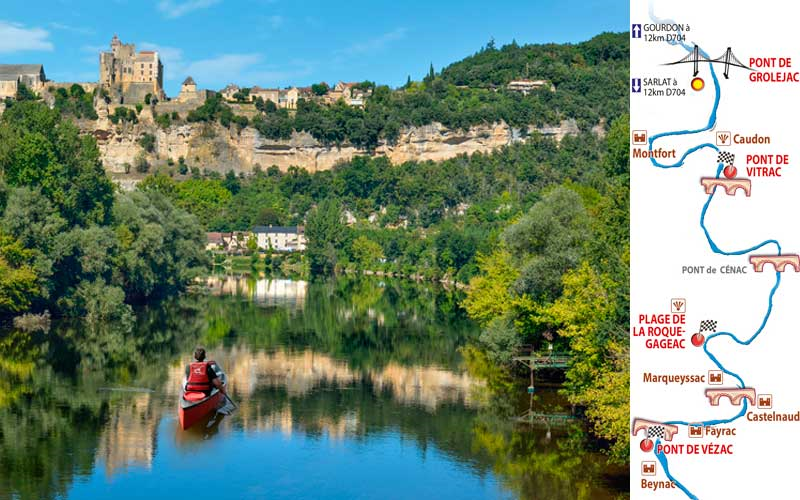 GOURDON à
12km D704
PONT de
GROLEJAC
SARLAT à
12km D704
Montfort
Caudon
PONT de
VITRAC
PONT de CÉNAC
PLAGE DE
LA ROQUE-
GAGEAC
Marqueyssac
Castelnaud
Fayrac
PONT DE VÉZAC
Beynac